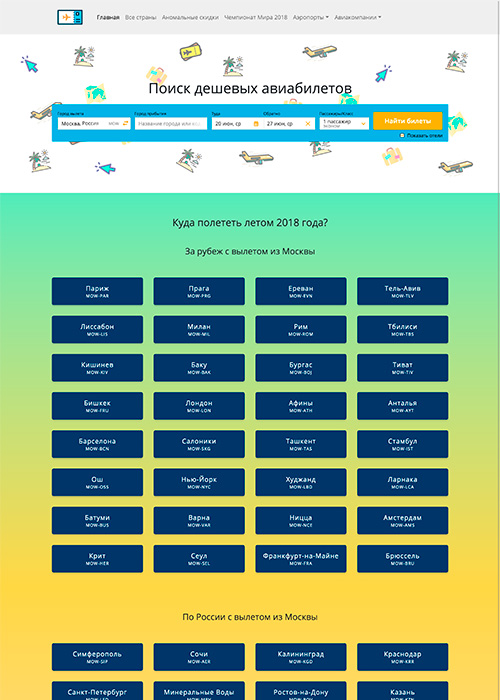 Главная Все страны Аномальные скидки Чемпионат Мира 2018 Аэропорты Авиакомпании
Поиск дешевых авиабилетов
Город вылета Город прибытия Туда Обратно Пассажиры/Класс
Москва, Россия MOW Название города или 20 июн, ср 27 июн, ср 1 пассажир Найти билеты
эконом
Показать отели
Куда полететь летом 2018 года?
За рубеж с вылетом из Москвы
Париж Прага Ереван Тель-Авив
MOW-PAR MOW-PRG MOW-EVN MOW-TLV
Лиссабон Милан Рим Тбилиси
MOW-LIS MOW-MIL MOW-ROM MOW-TBS
Кишинев Баку Бургас Тиват
MOW-KIV MOW-BAK MOW-BOJ MOW-TIV
Бишкек Лондон Афины Анталья
MOW-FRU MOW-LON MOW-ATH MOW-AYT
Барселона Салоники Ташкент Стамбул
MOW-BCN MOW-SKG MOW-TAS MOW-IST
Ош Нью-Йорк Худжанд Ларнака
MOW-OSS MOW-NYC MOW-LBD MOW-LCA
Батуми Варна Ницца Амстердам
MOW-BUS MOW-VAR MOW-NCE MOW-AMS
Крит Сеул Франкфурт-на-Майне Брюссель
MOW-HER MOW-SEL MOW-FRA MOW-BRU
По России с вылетом из Москвы
Симферополь Сочи Калининград Краснодар
MOW-SIP MOW-AER MOW-KGD MOW-KRR
Санкт-Петербург Минеральные Воды Ростов-на-Дону Казань